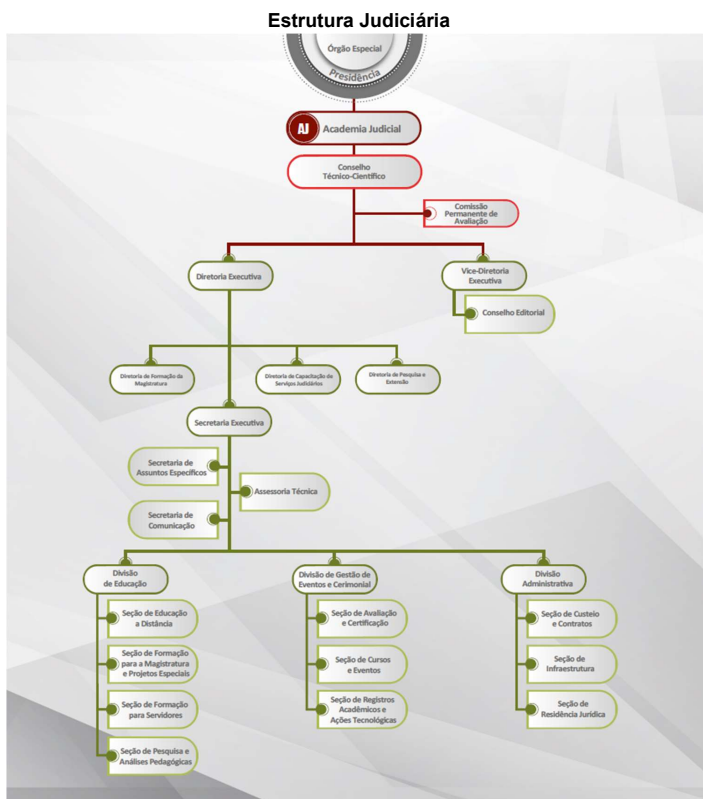 Estrutura Judiciária
Órgão Especial
Presidência
AJ Academia Judicial
Conselho
Técnico-Científico
Comissão
Permanente de
Avaliação
Diretoria Executiva
Vice-Diretoria
Executiva
Conselho Editorial
Diretoria de Formação da
Magistratura
Diretoria de Capacitação de
Serviços Judiciários
Diretoria de Pesquisa e
Extensão
Secretaria Executiva
Secretaria de
Assuntos Específicos
Assessoria Técnica
Secretaria de
Comunicação
Divisão
de Educação
Seção de Educação
a Distância
Seção de Formação
para a Magistratura
e Projetos Especiais
Seção de Formação
para Servidores
Seção de Pesquisa e
Análises Pedagógicas
Divisão de Gestão de
Eventos e Cerimonial
Seção de Avaliação
e Certificação
Seção de Cursos
e Eventos
Seção de Registros
Acadêmicos e
Ações Tecnológicas
Divisão
Administrativa
Seção de Custeio
e Contratos
Seção de
Infraestrutura
Seção de
Residência Jurídica